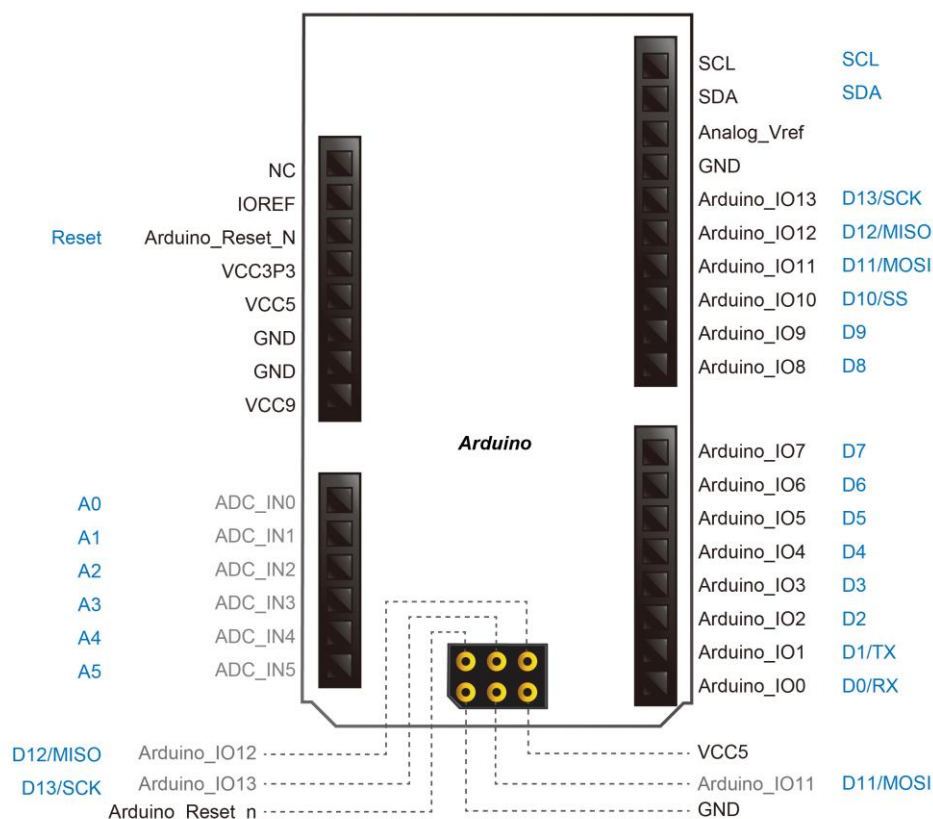 SCL SCL
SDA SDA
Analog_Vref
GND
NC
IOREF
Reset Arduino_Reset_N
VCC3P3
VCC5
GND
GND
VCC9
Arduino_IO13 D13/SCK
Arduino_IO12 D12/MISO
Arduino_IO11 D11/MOSI
Arduino_IO10 D10/SS
Arduino_IO9 D9
Arduino_IO8 D8
Arduino
Arduino_IO7 D7
Arduino_IO6 D6
Arduino_IO5 D5
Arduino_IO4 D4
Arduino_IO3 D3
Arduino_IO2 D2
Arduino_IO1 D1/TX
Arduino_IO0 D0/RX
A0 ADC_IN0
A1 ADC_IN1
A2 ADC_IN2
A3 ADC_IN3
A4 ADC_IN4
A5 ADC_IN5
D12/MISO Arduino_IO12
D13/SCK Arduino_IO13
Arduino_Reset_n
VCC5
Arduino_IO11 D11/MOSI
GND